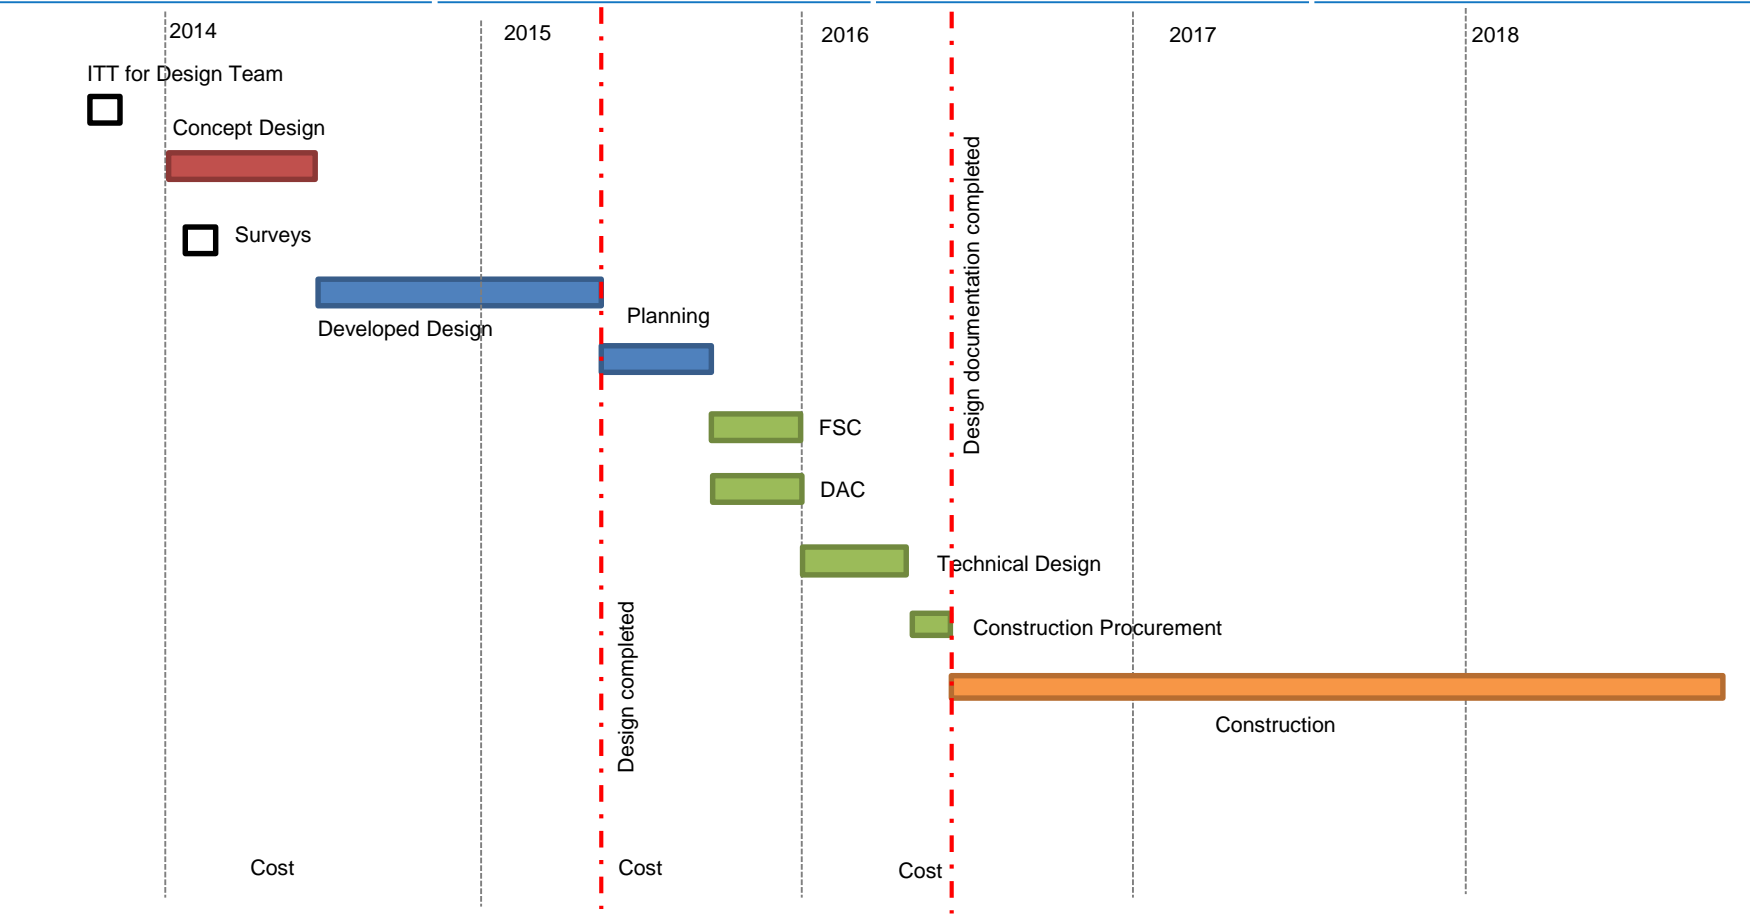 2014
2015
2016
2017
2018
ITT for Design Team
Concept Design
Surveys
Developed Design
Planning
Design documentation completed
FSC
DAC
Technical Design
Design completed
Construction Procurement
Construction
Cost
Cost
Cost